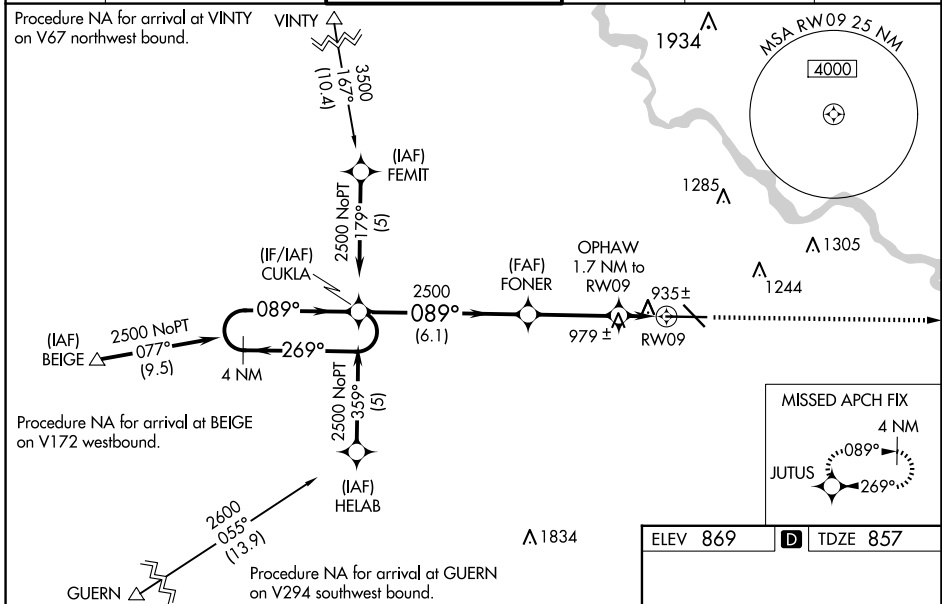 Procedure NA for arrival at VINTY
on V67 northwest bound.
VINTY
3500
167°
(10.4)
1934
MSA RW09 25 NM
4000
(IAF)
FEMIT
2500 NoPT
179°
(5)
1285
1305
1244
(IF/IAF)
CUKLA
OPHAW
1.7 NM to
RW09
(FAF)
FONER
089°
2500
089°
(6.1)
935±
979±
RW09
(IAF)
BEIGE
2500 NoPT
077°
(9.5)
269°
4 NM
2500 NoPT
359°
(5)
Procedure NA for arrival at BEIGE
on V172 westbound.
MISSED APCH FIX
4 NM
089°
JUTUS
269°
(IAF)
HELAB
2600
055°
(13.9)
1834
GUERN
Procedure NA for arrival at GUERN
on V294 southwest bound.
ELEV 869
D
TDZE 857